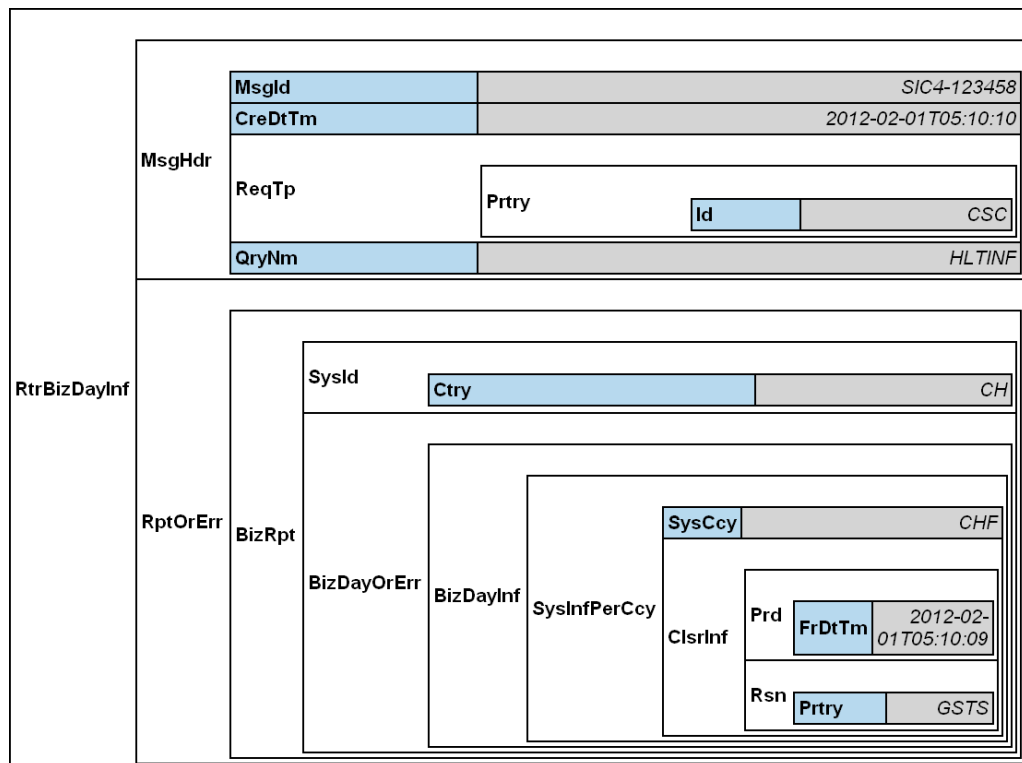 MsgId SIC4-123458
CreDtTm 2012-02-01T05:10:10
MsgHdr
ReqTp
Prtry
Id CSC
QryNm HLTINF
RtrBizDayInf
SysId
Ctry CH
RptOrErr
BizRpt
BizDayOrErr
BizDayInf
SysInfPerCcy
SysCcy CHF
ClsrInf
Prd
FrDtTm 2012-02-
01T05:10:09
Rsn
Prtry GSTS